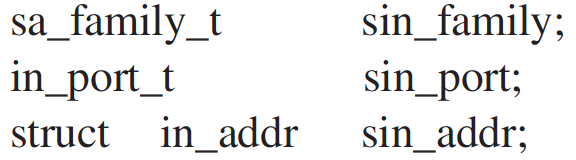 sa_family_t sin_family;
in_port_t sin_port;
struct in_addr sin_addr;